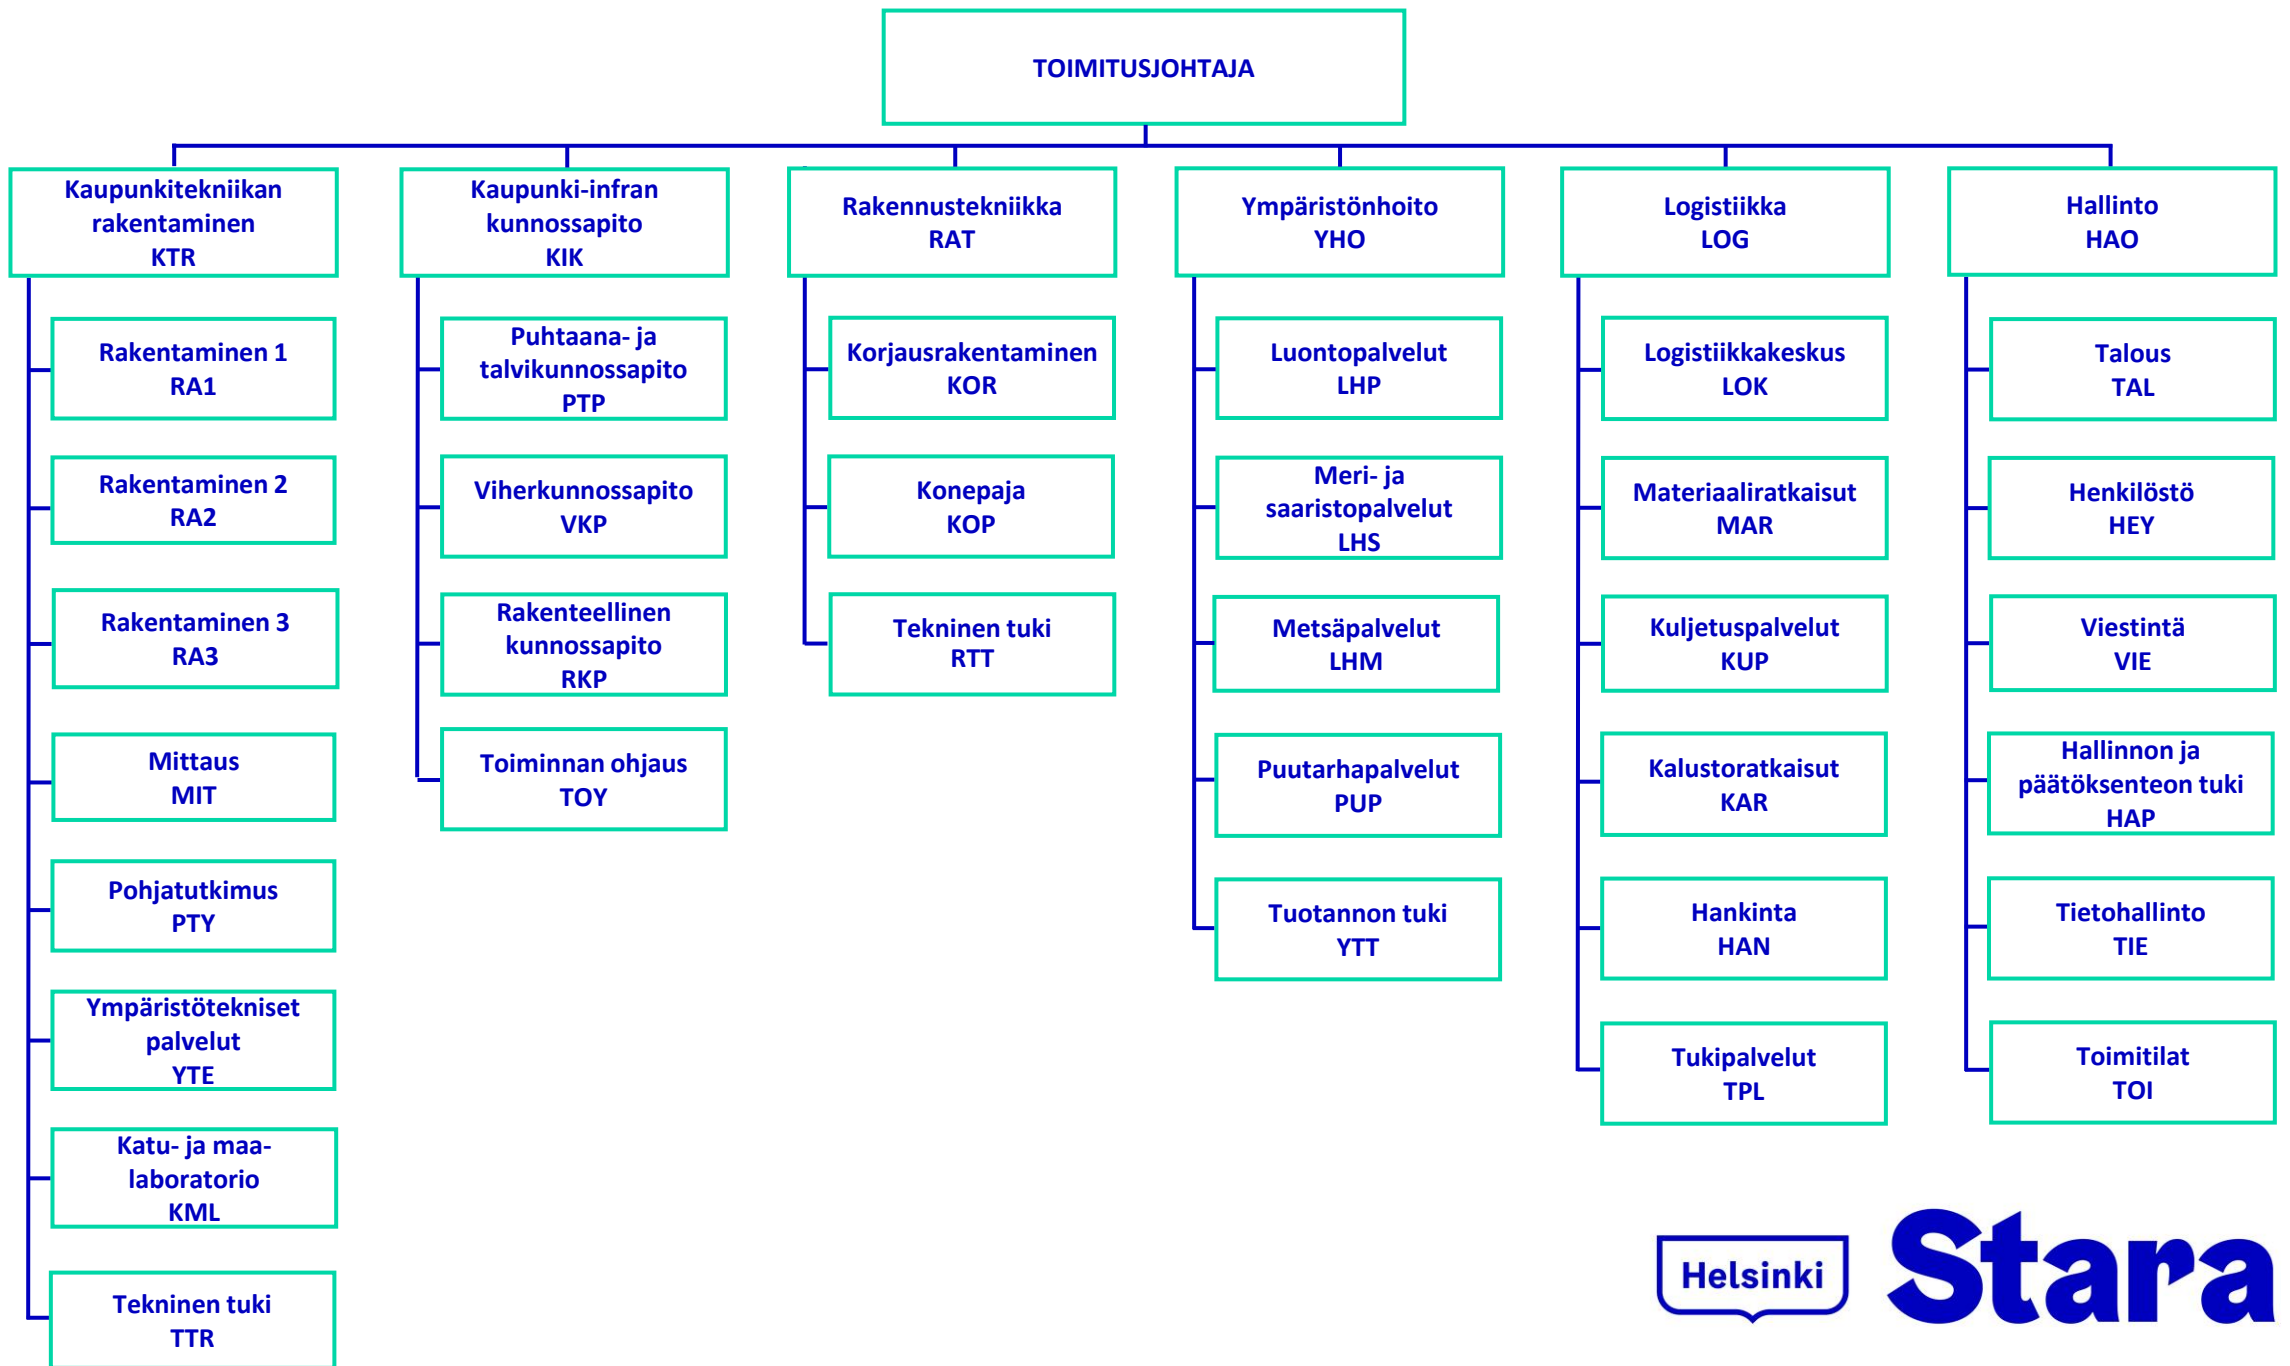 TOIMITUSJOHTAJA
Kaupunkitekniikan
rakentaminen
KTR
Rakentaminen 1
RA1
Rakentaminen 2
RA2
Rakentaminen 3
RA3
Mittaus
MIT
Pohjatutkimus
PTY
Ympäristötekniset
palvelut
YTE
Katu- ja maa-
laboratorio
KML
Tekninen tuki
TTR
Kaupunki-infran
kunnossapito
KIK
Puhtaana- ja
talvikunnossapito
PTP
Viherkunnossapito
VKP
Rakenteellinen
kunnossapito
RKP
Toiminnan ohjaus
TOY
Rakennustekniikka
RAT
Korjausrakentaminen
KOR
Konepaja
KOP
Tekninen tuki
RTT
Ympäristönhoito
YHO
Luontopalvelut
LHP
Meri- ja
saaristopalvelut
LHS
Metsäpalvelut
LHM
Puutarhapalvelut
PUP
Tuotannon tuki
YTT
Logistiikka
LOG
Logistiikkakeskus
LOK
Materiaaliratkaisut
MAR
Kuljetuspalvelut
KUP
Kalustoratkaisut
KAR
Hankinta
HAN
Tukipalvelut
TPL
Hallinto
HAO
Talous
TAL
Henkilöstö
HEY
Viestintä
VIE
Hallinnon ja
päätöksenteon tuki
HAP
Tietohallinto
TIE
Toimitilat
TOI
Helsinki
Stara